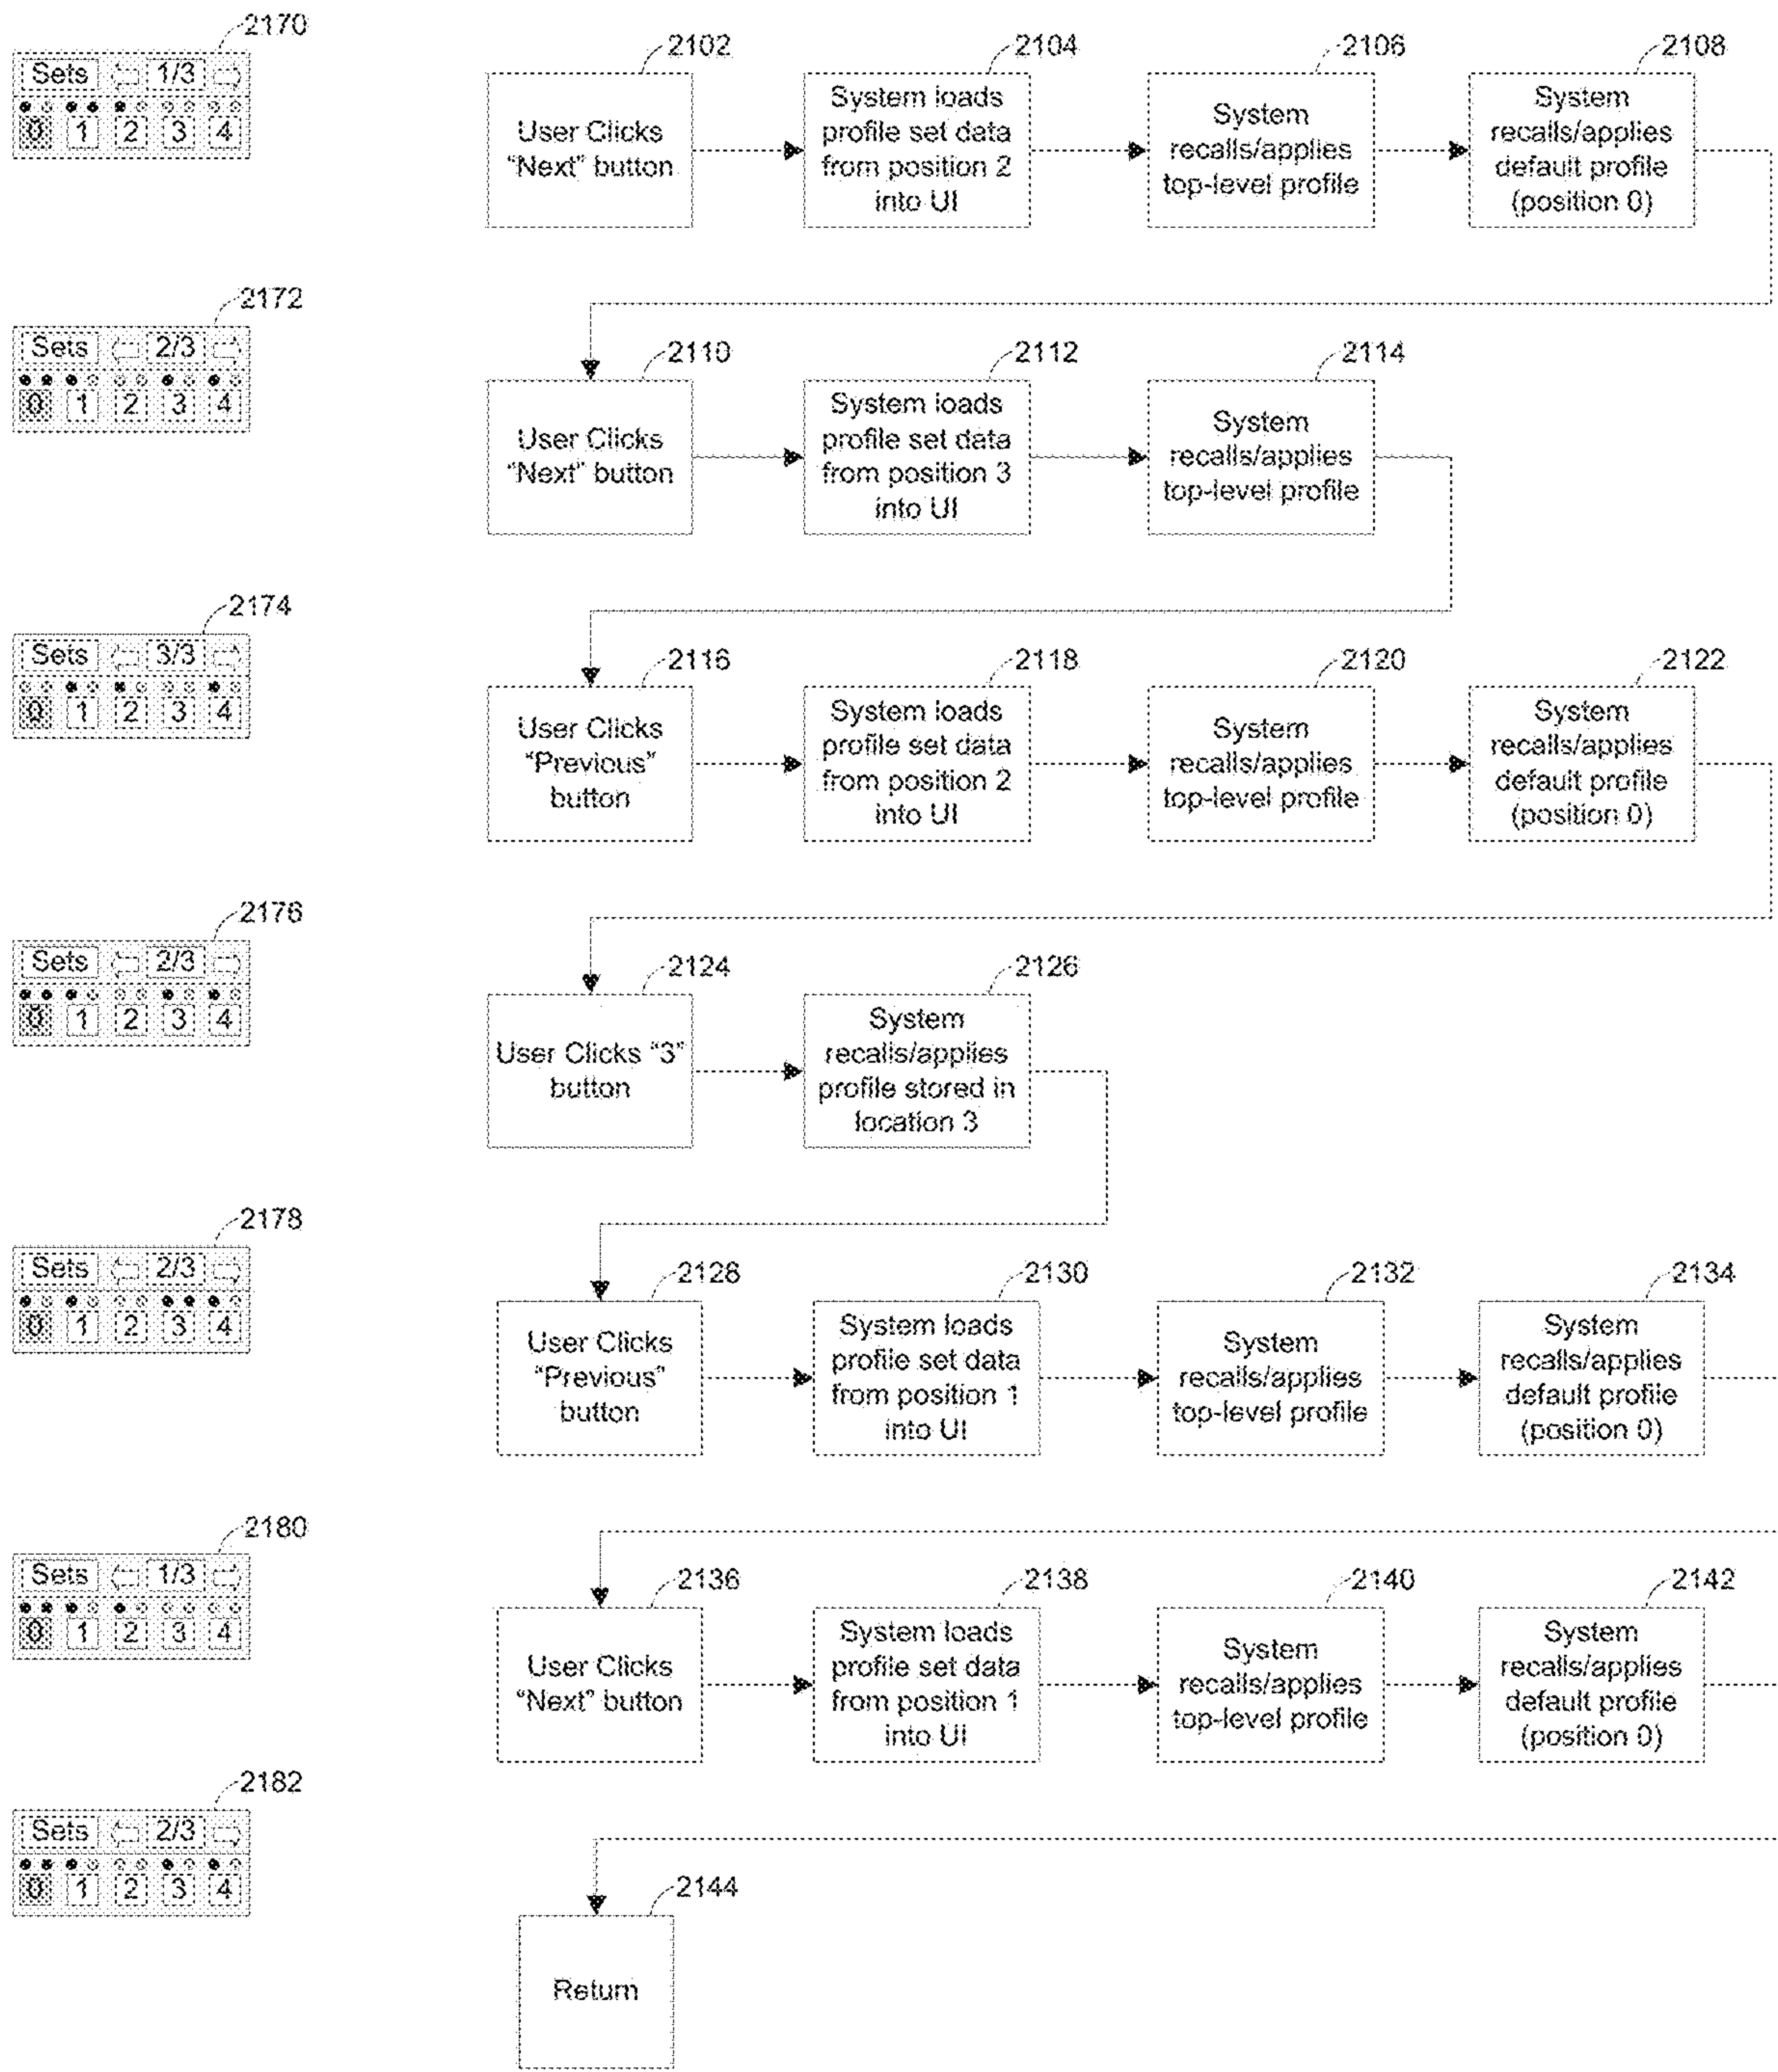 2170
Sets 1/3
0 1 2 3 4
2102
User Clicks
"Next" button
2104
System loads
profile set data
from position 2
into UI
2106
System
recalls/applies
top-level profile
2108
System
recalls/applies
default profile
(position 0)
2172
Sets 2/3
0 1 2 3 4
2110
User Clicks
"Next" button
2112
System loads
profile set data
from position 3
into UI
2114
System
recalls/applies
top-level profile
2174
Sets 3/3
0 1 2 3 4
2116
User Clicks
"Previous"
button
2118
System loads
profile set data
from position 2
into UI
2120
System
recalls/applies
top-level profile
2122
System
recalls/applies
default profile
(position 0)
2176
Sets 2/3
0 1 2 3 4
2124
User Clicks "3"
button
2126
System
recalls/applies
profile stored in
location 3
2178
Sets 2/3
0 1 2 3 4
2128
User Clicks
"Previous"
button
2130
System loads
profile set data
from position 1
into UI
2132
System
recalls/applies
top-level profile
2134
System
recalls/applies
default profile
(position 0)
2180
Sets 1/3
0 1 2 3 4
2136
User Clicks
"Next" button
2138
System loads
profile set data
from position 1
into UI
2140
System
recalls/applies
top-level profile
2142
System
recalls/applies
default profile
(position 0)
2182
Sets 2/3
0 1 2 3 4
2144
Return